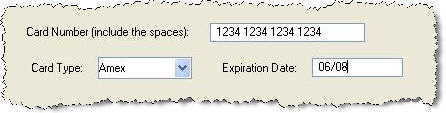 Card Number (include the spaces): 1234 1234 1234 1234
Card Type: Amex Expiration Date: 06/08